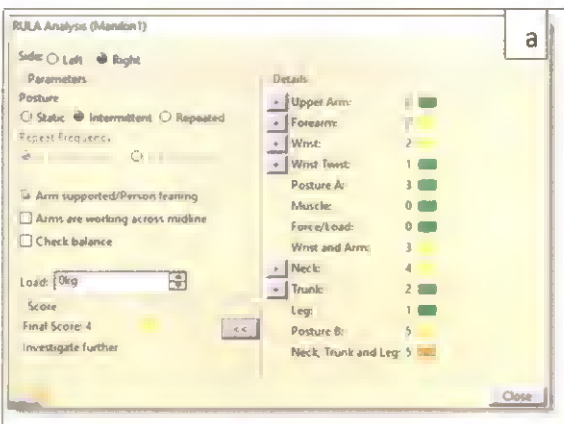 RULA Analysis (Manikin1)
a
Side: Left Right
Parameters
Posture
Static Intermittent Repeated
Repeat Frequency
Arm supported/Person leaning
Arms are working across midline
Check balance
Load: 0kg
Score
Final Score: 4
Investigate further
<<
Details
+ Upper Arm:
+ Forearm:
+ Wrist: 2
+ Wrist Twist: 1
Posture A: 3
Muscle: 0
Force/Load: 0
Wrist and Arm: 3
+ Neck: 4
+ Trunk: 2
Leg: 1
Posture B: 5
Neck, Trunk and Leg: 5
Close